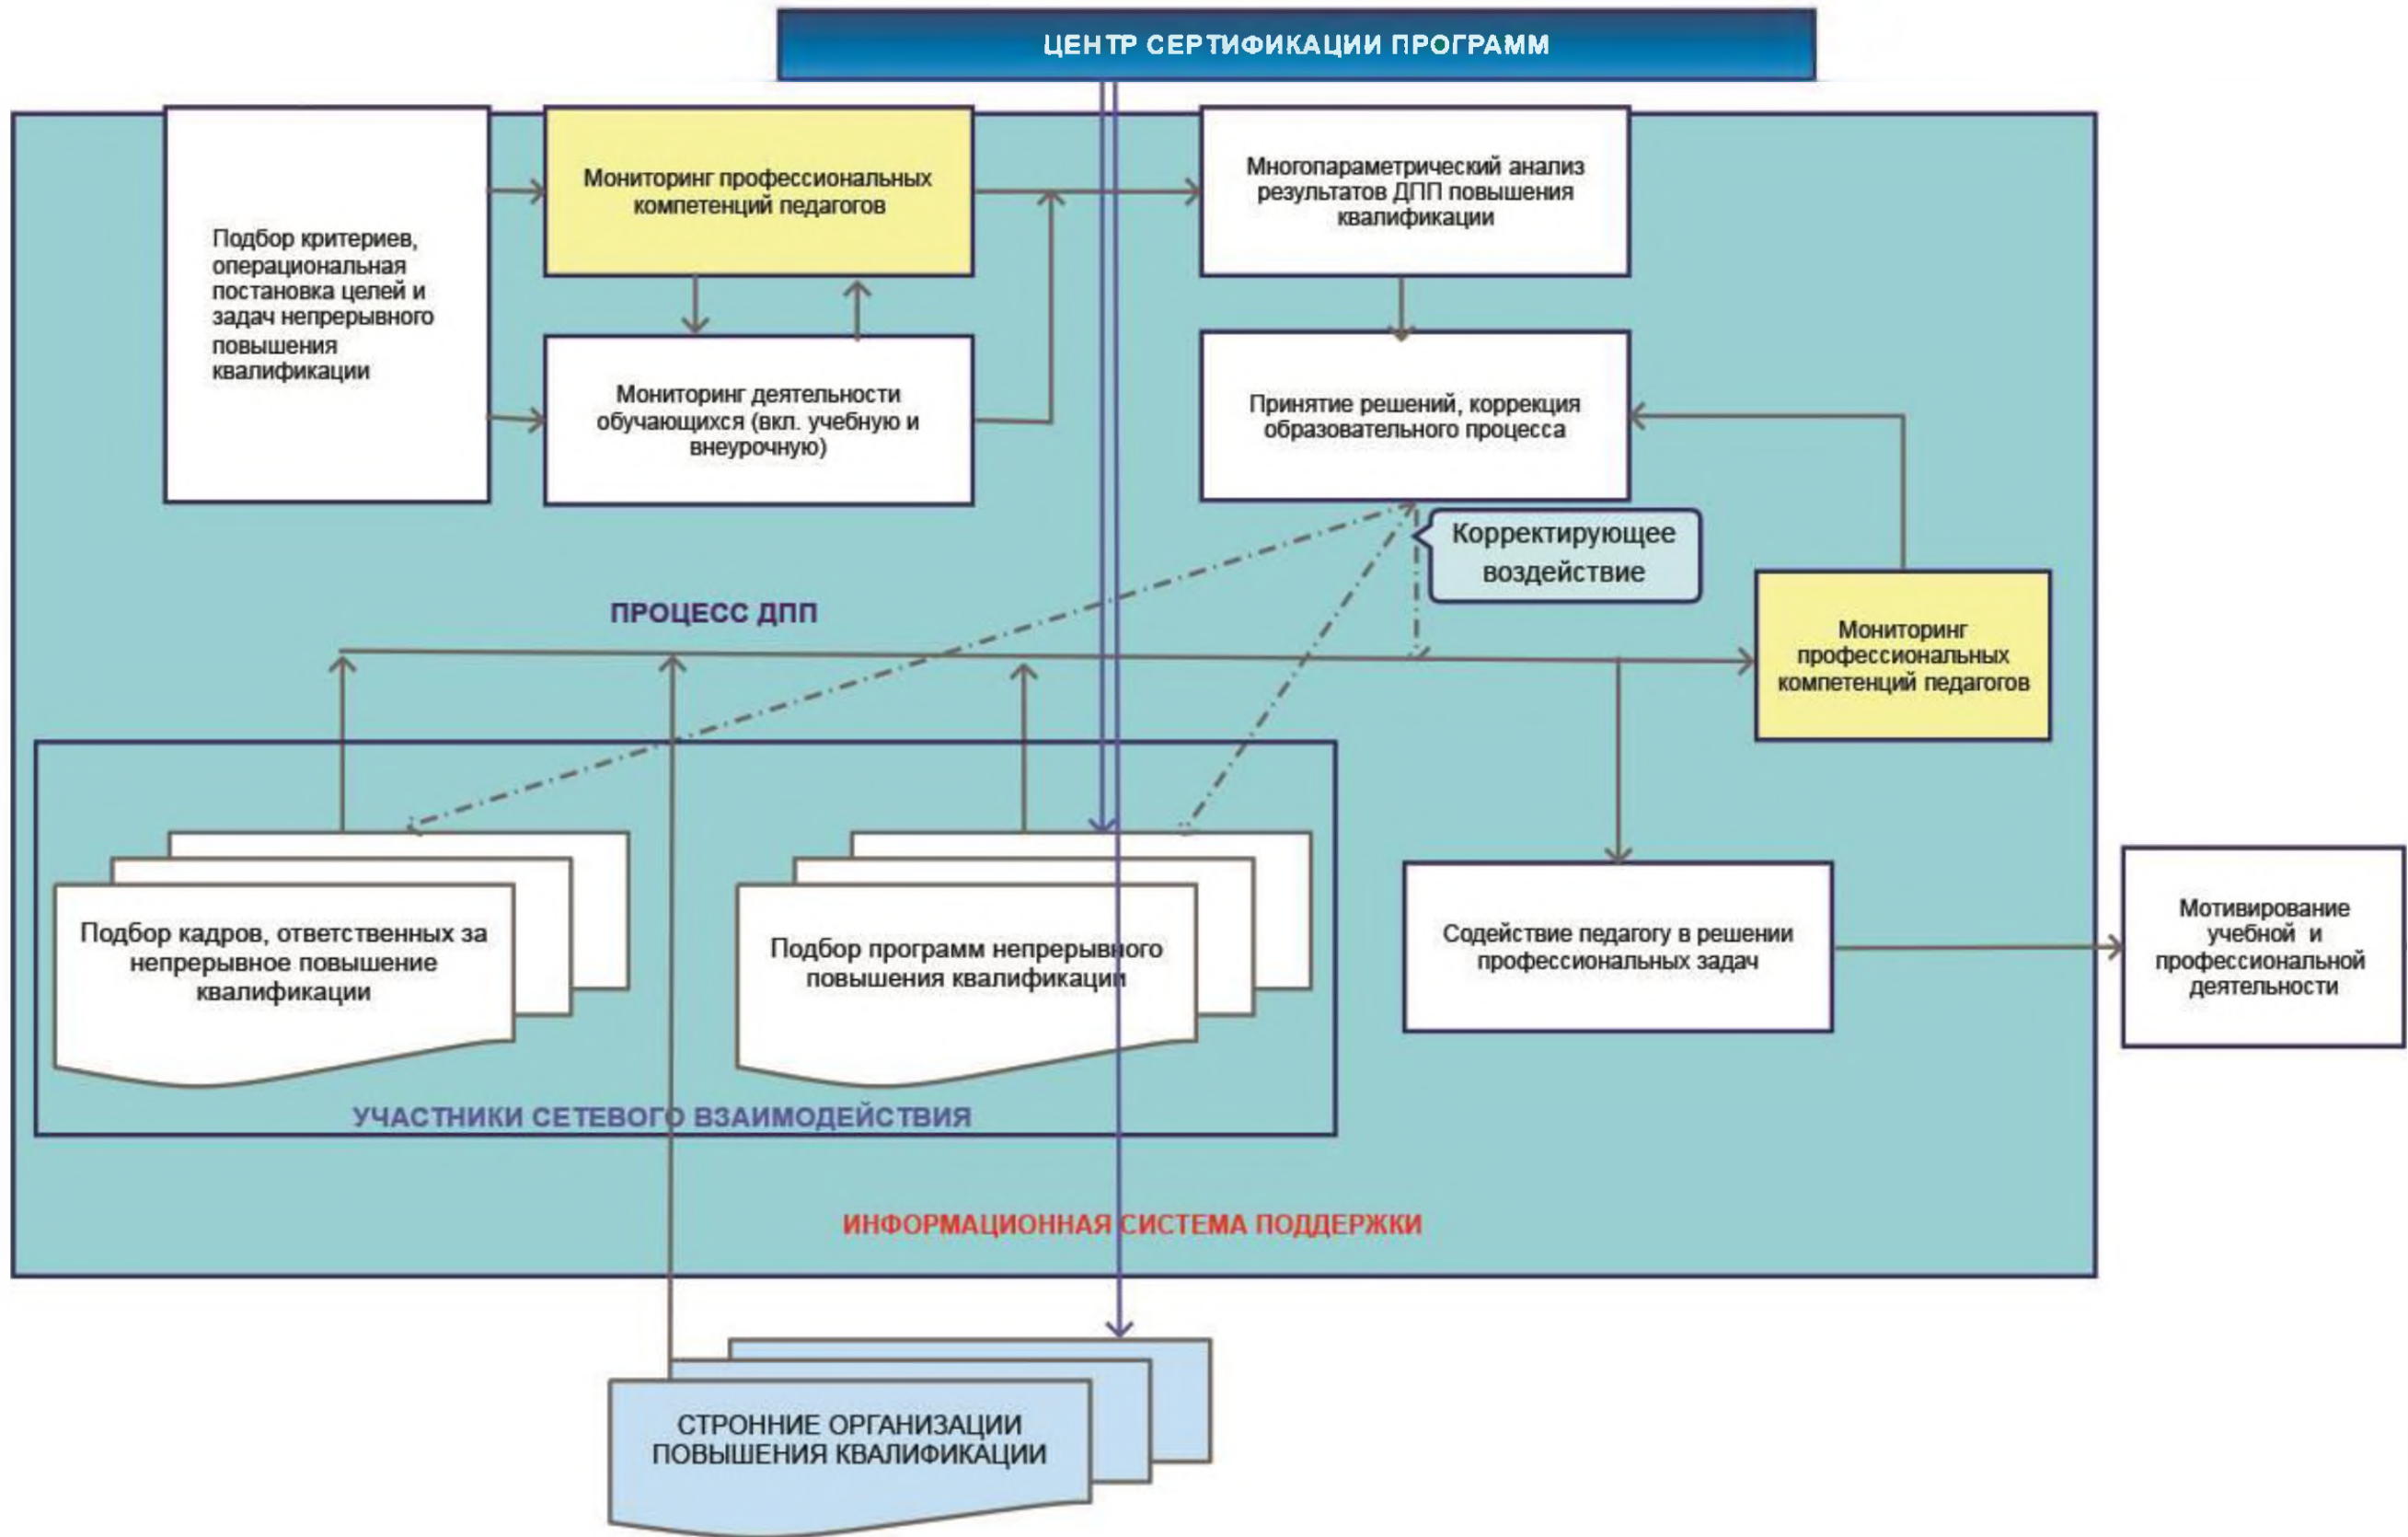 ЦЕНТР СЕРТИФИКАЦИИ ПРОГРАММ
Подбор критериев,
операциональная
постановка целей и
задач непрерывного
повышения
квалификации
Мониторинг профессиональных
компетенций педагогов
Мониторинг деятельности
обучающихся (вкл. учебную и
внеурочную)
Многопараметрический анализ
результатов ДПП повышения
квалификации
Принятие решений, коррекция
образовательного процесса
Корректирующее
воздействие
ПРОЦЕСС ДПП
Мониторинг
профессиональных
компетенций педагогов
Подбор кадров, ответственных за
непрерывное повышение
квалификации
Подбор программ непрерывного
повышения квалификации
Содействие педагогу в решении
профессиональных задач
Мотивирование
учебной и
профессиональной
деятельности
УЧАСТНИКИ СЕТЕВОГО ВЗАИМОДЕЙСТВИЯ
ИНФОРМАЦИОННАЯ СИСТЕМА ПОДДЕРЖКИ
СТРОННИЕ ОРГАНИЗАЦИИ
ПОВЫШЕНИЯ КВАЛИФИКАЦИИ